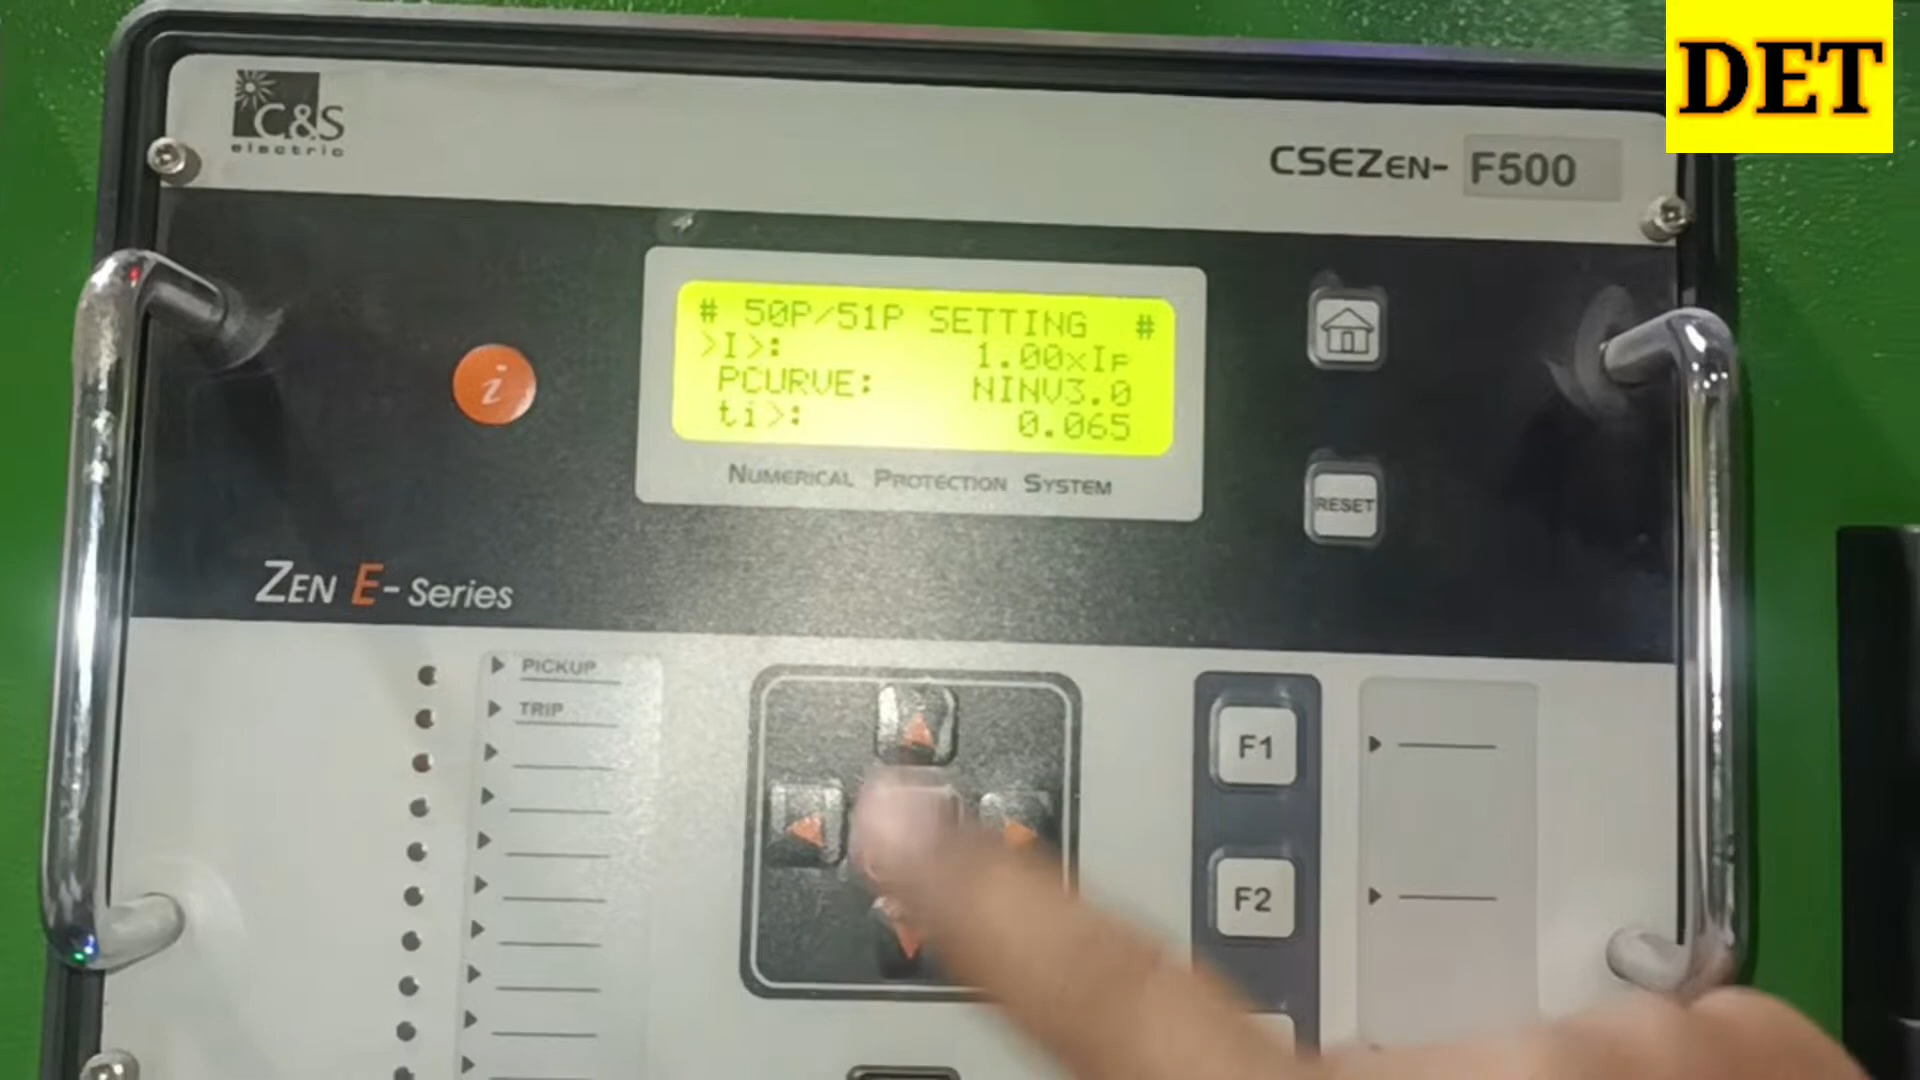 DET
C&S
electric
CSEZEN- F500
# 50P/51P SETTING #
>I>: 1.00xIP
PCURVE: NINV3.0
ti>: 0.065
NUMERICAL PROTECTION SYSTEM
i
RESET
ZEN E- Series
PICKUP
TRIP
F1
F2